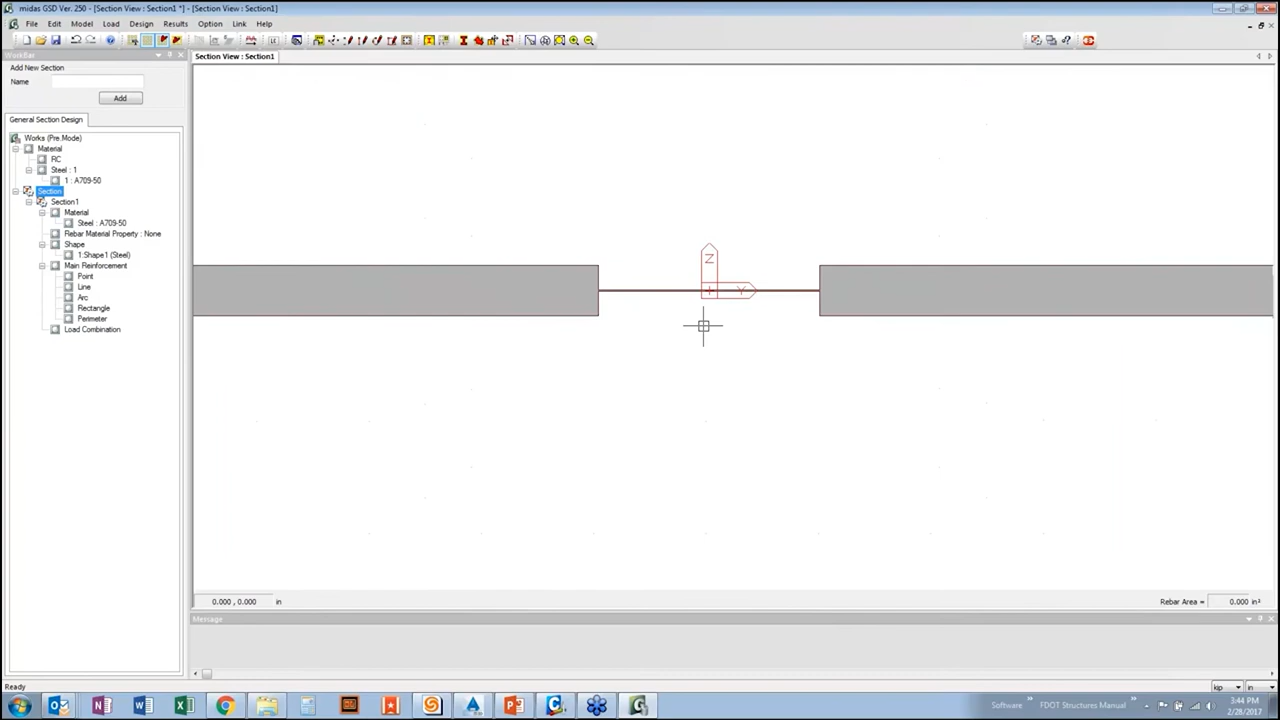 midas GSD Ver. 250 - [Section View : Section1 *] - [Section View : Section1]
File Edit Model Load Design Results Option Link Help
WorkBar
Add New Section
Name
Add
General Section Design
Works (Pre.Mode)
Material
RC
Steel : 1
1 : A709-50
Section
Section1
Material
Steel : A709-50
Rebar Material Property : None
Shape
1:Shape1 (Steel)
Main Reinforcement
Point
Line
Arc
Rectangle
Perimeter
Load Combination
Section View : Section1
Z
Y
0.000 , 0.000 in
Rebar Area = 0.000 in²
Message
Ready
kip in
Software FDOT Structures Manual
3:44 PM
2/28/2017